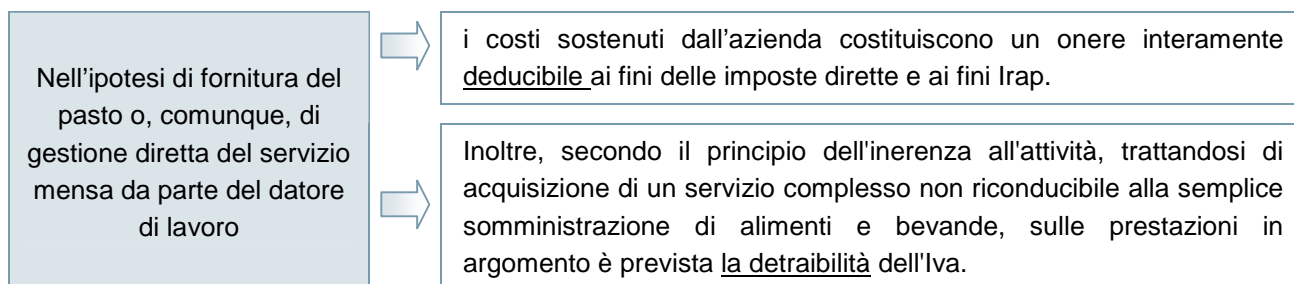 Nell’ipotesi di fornitura del
pasto o, comunque, di
gestione diretta del servizio
mensa da parte del datore
di lavoro
i costi sostenuti dall’azienda costituiscono un onere interamente
deducibile ai fini delle imposte dirette e ai fini Irap.
Inoltre, secondo il principio dell'inerenza all'attività, trattandosi di
acquisizione di un servizio complesso non riconducibile alla semplice
somministrazione di alimenti e bevande, sulle prestazioni in
argomento è prevista la detraibilità dell'Iva.